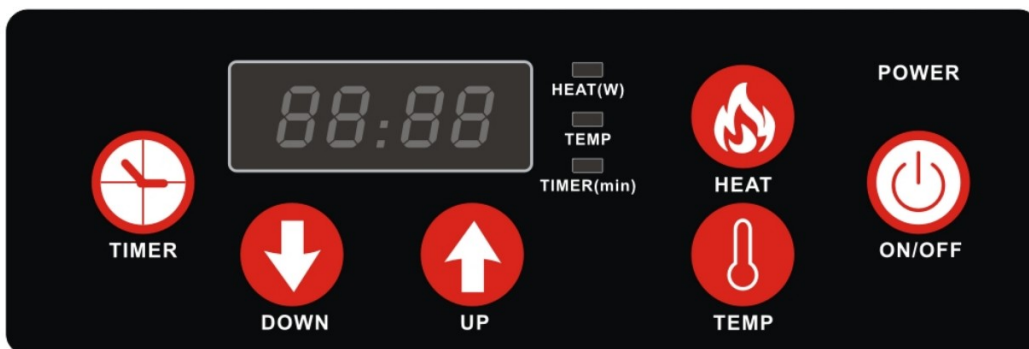 88:88
HEAT(W)
TEMP
TIMER(min)
POWER
HEAT
TIMER
ON/OFF
DOWN
UP
TEMP